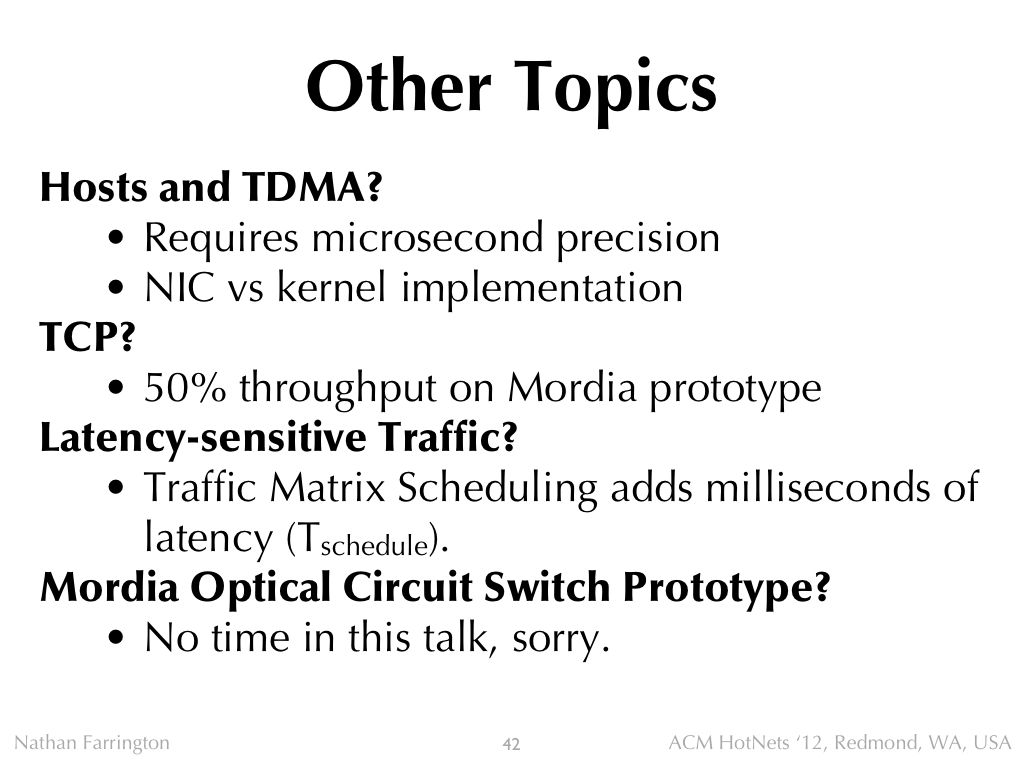 Other Topics
Hosts and TDMA?
• Requires microsecond precision
• NIC vs kernel implementation
TCP?
• 50% throughput on Mordia prototype
Latency-sensitive Traffic?
• Traffic Matrix Scheduling adds milliseconds of
latency (Tschedule).
Mordia Optical Circuit Switch Prototype?
• No time in this talk, sorry.
Nathan Farrington
42
ACM HotNets ‘12, Redmond, WA, USA